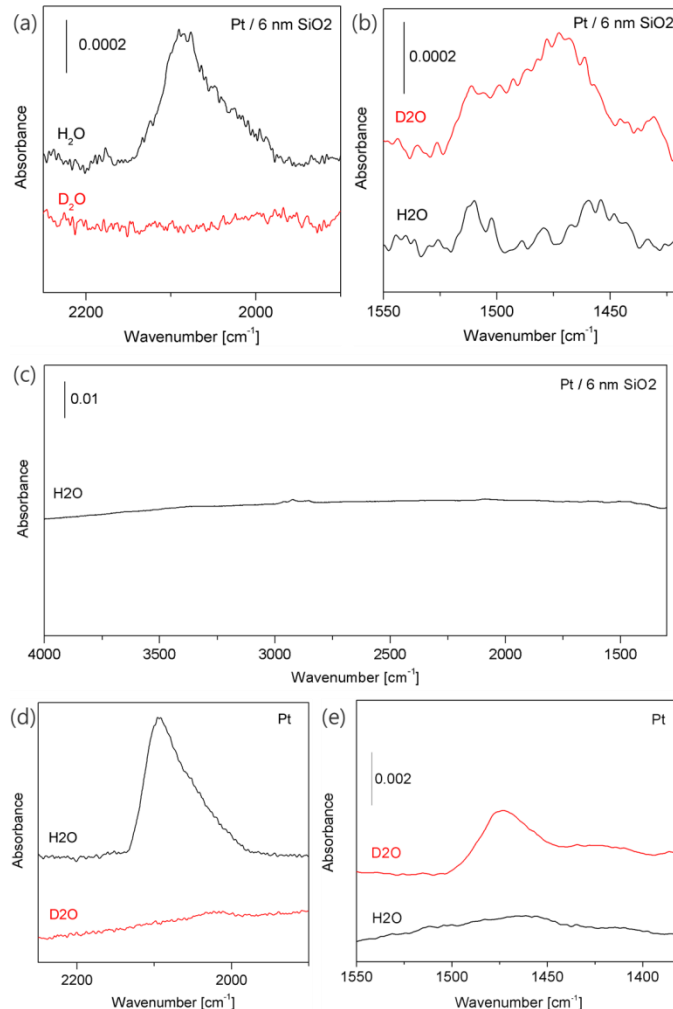 (a)
Pt / 6 nm SiO2
0.0002
H₂O
D₂O
Absorbance
2200
2000
Wavenumber [cm⁻¹]
(b)
Pt / 6 nm SiO2
0.0002
D2O
H2O
Absorbance
1550
1500
1450
Wavenumber [cm⁻¹]
(c)
Pt / 6 nm SiO2
0.01
H2O
Absorbance
4000
3500
3000
2500
2000
1500
Wavenumber [cm⁻¹]
(d)
Pt
H2O
D2O
Absorbance
2200
2000
Wavenumber [cm⁻¹]
(e)
Pt
0.002
D2O
H2O
Absorbance
1550
1500
1450
1400
Wavenumber [cm⁻¹]